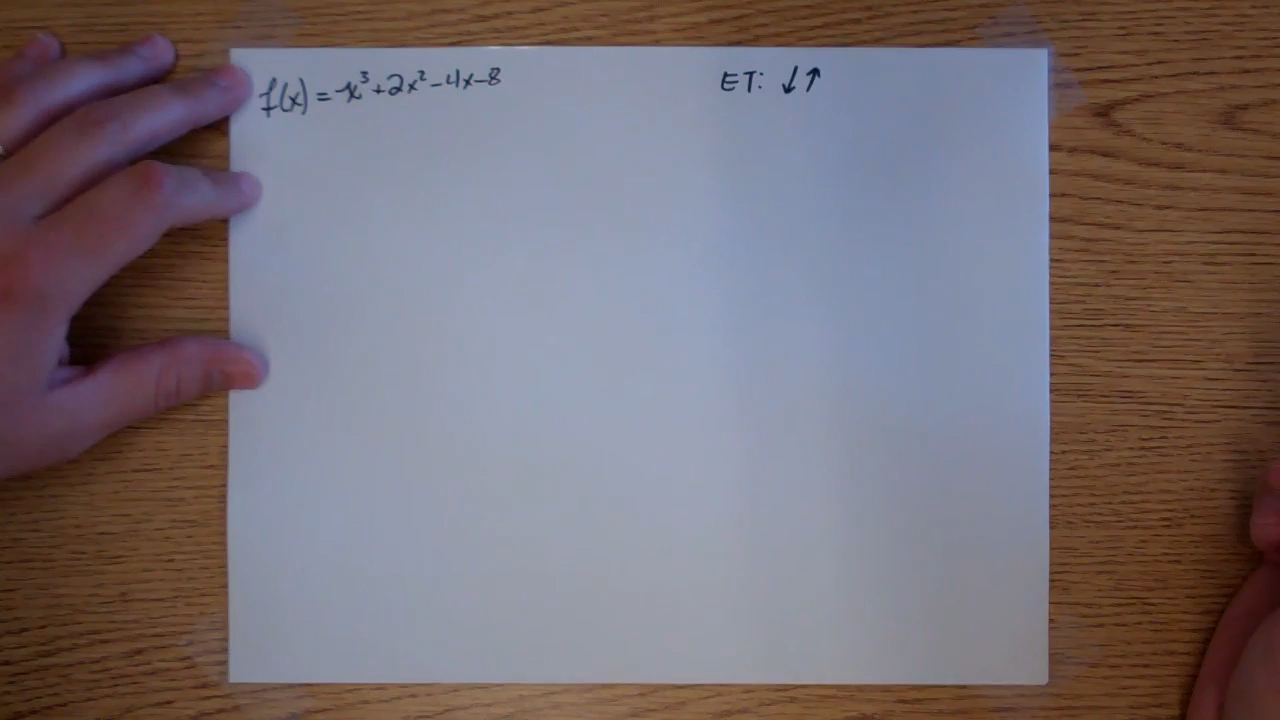 f(x) = x³+2x²-4x-8
ET: ↓↑